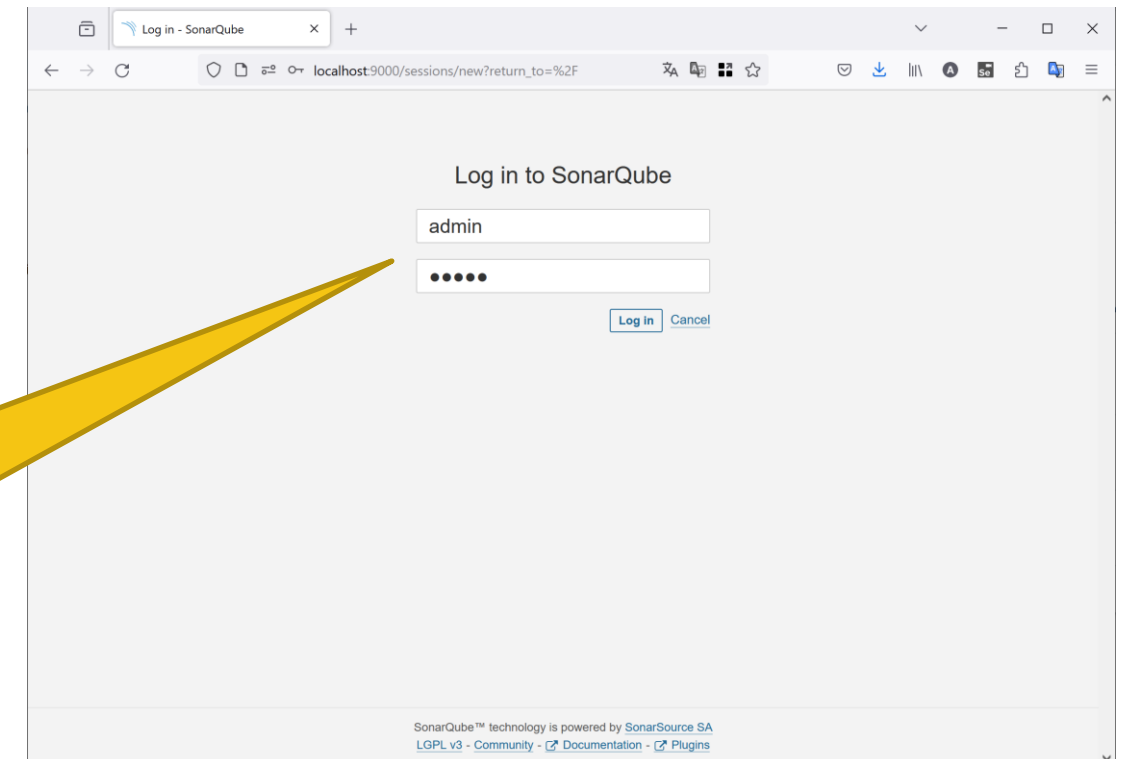 Log in - SonarQube
localhost:9000/sessions/new?return_to=%2F
A
Se
Log in to SonarQube
admin
●●●●●
Log in Cancel
SonarQube™ technology is powered by SonarSource SA
LGPL v3 - Community - Documentation - Plugins